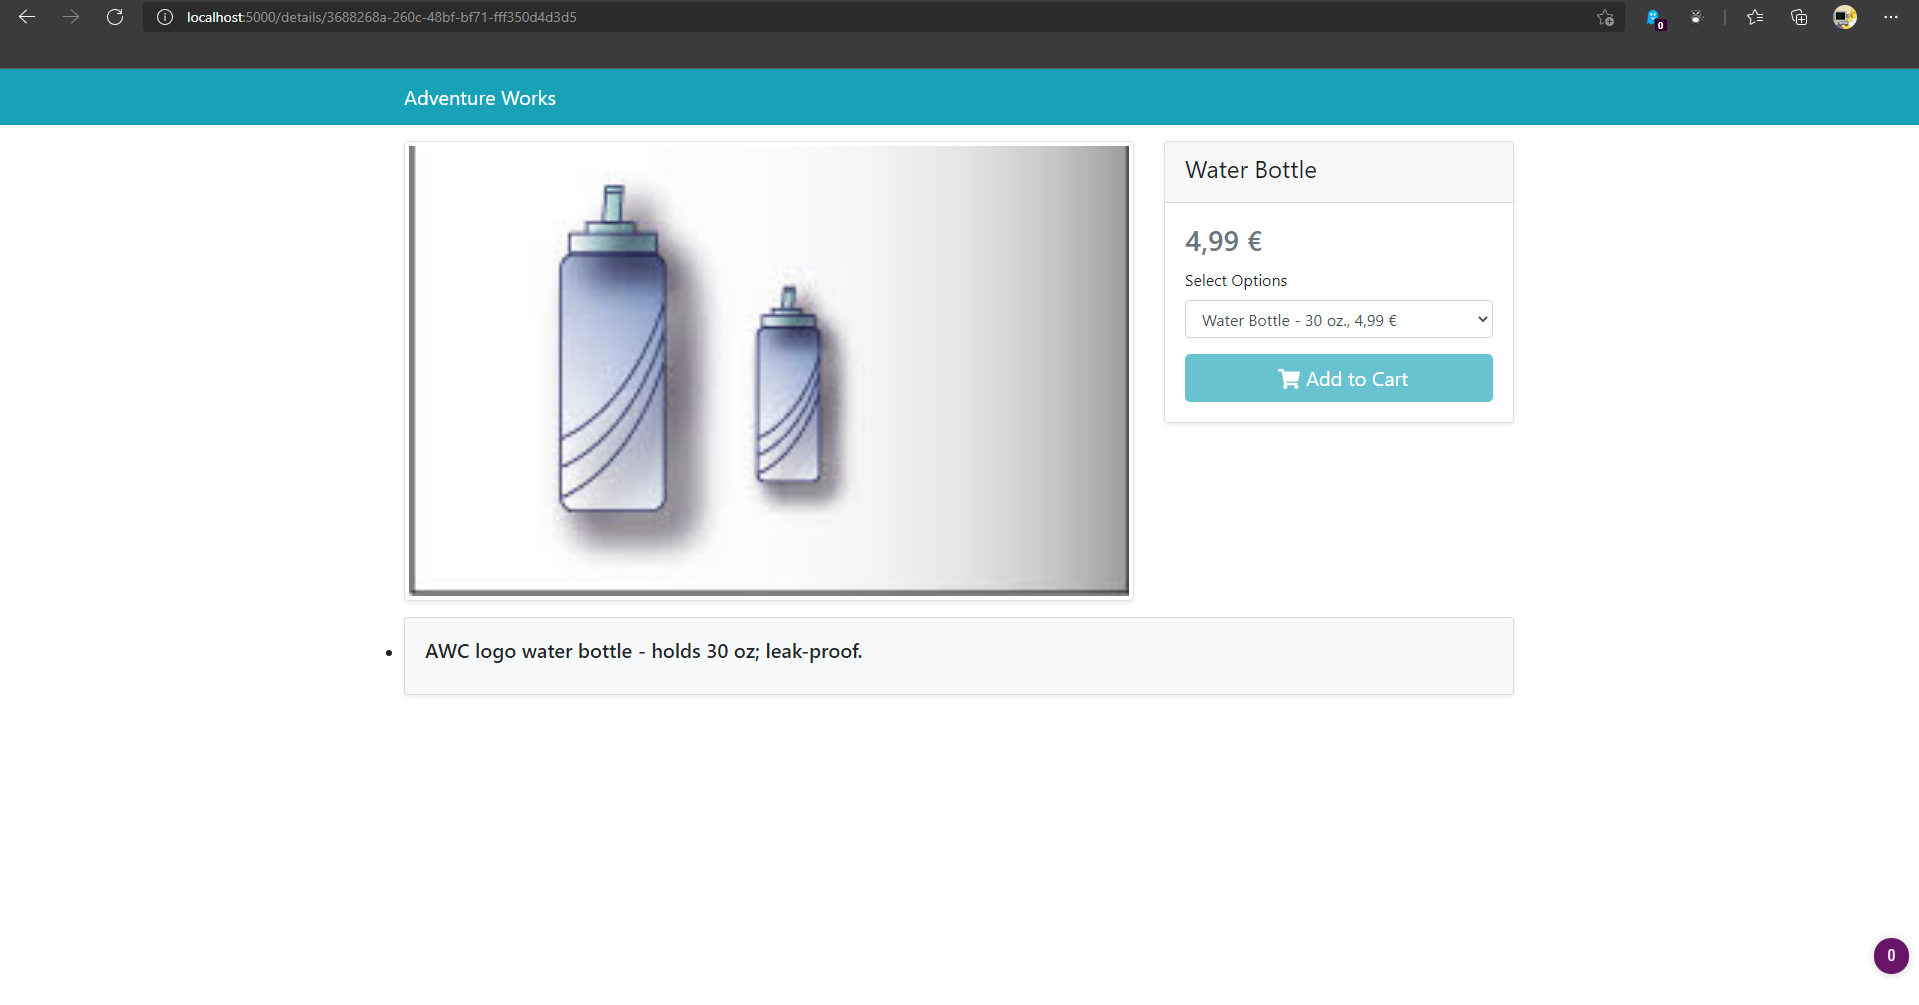 localhost:5000/details/3688268a-260c-48bf-bf71-fff350d4d3d5
0
Adventure Works
Water Bottle
4,99 €
Select Options
Water Bottle - 30 oz., 4,99 €
Add to Cart
AWC logo water bottle - holds 30 oz; leak-proof.
0